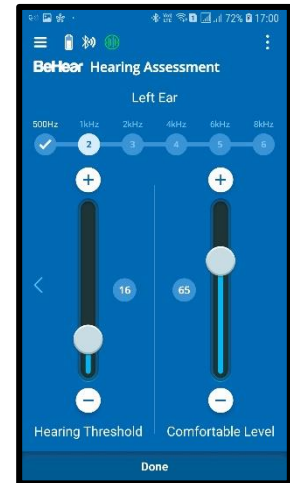 72% 17:00
BeHear Hearing Assessment
Left Ear
500Hz 1kHz 2kHz 4kHz 6kHz 8kHz
2 3 4 5 6
16 65
Hearing Threshold Comfortable Level
Done